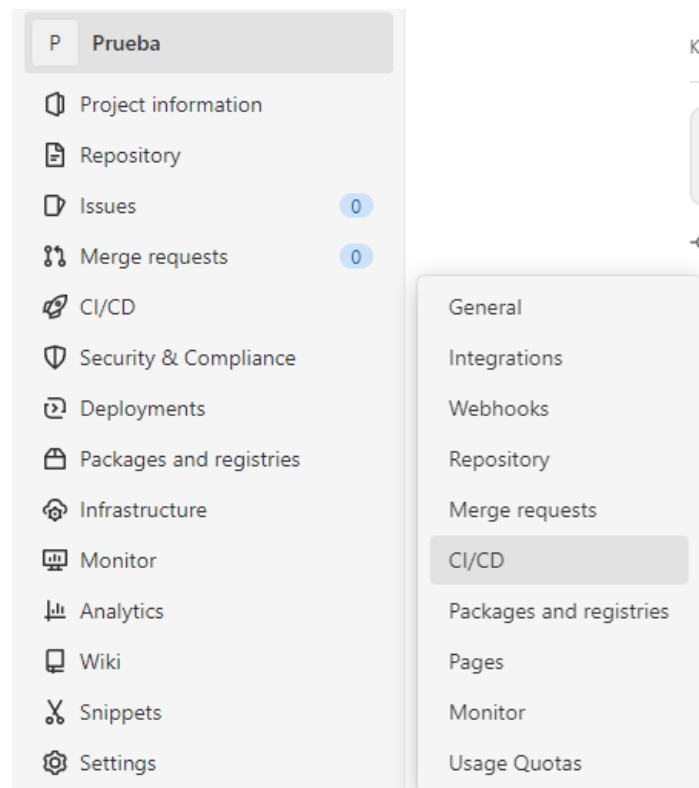 P Prueba
Project information
Repository
Issues 0
Merge requests 0
CI/CD
Security & Compliance
Deployments
Packages and registries
Infrastructure
Monitor
Analytics
Wiki
Snippets
Settings
K
General
Integrations
Webhooks
Repository
Merge requests
CI/CD
Packages and registries
Pages
Monitor
Usage Quotas